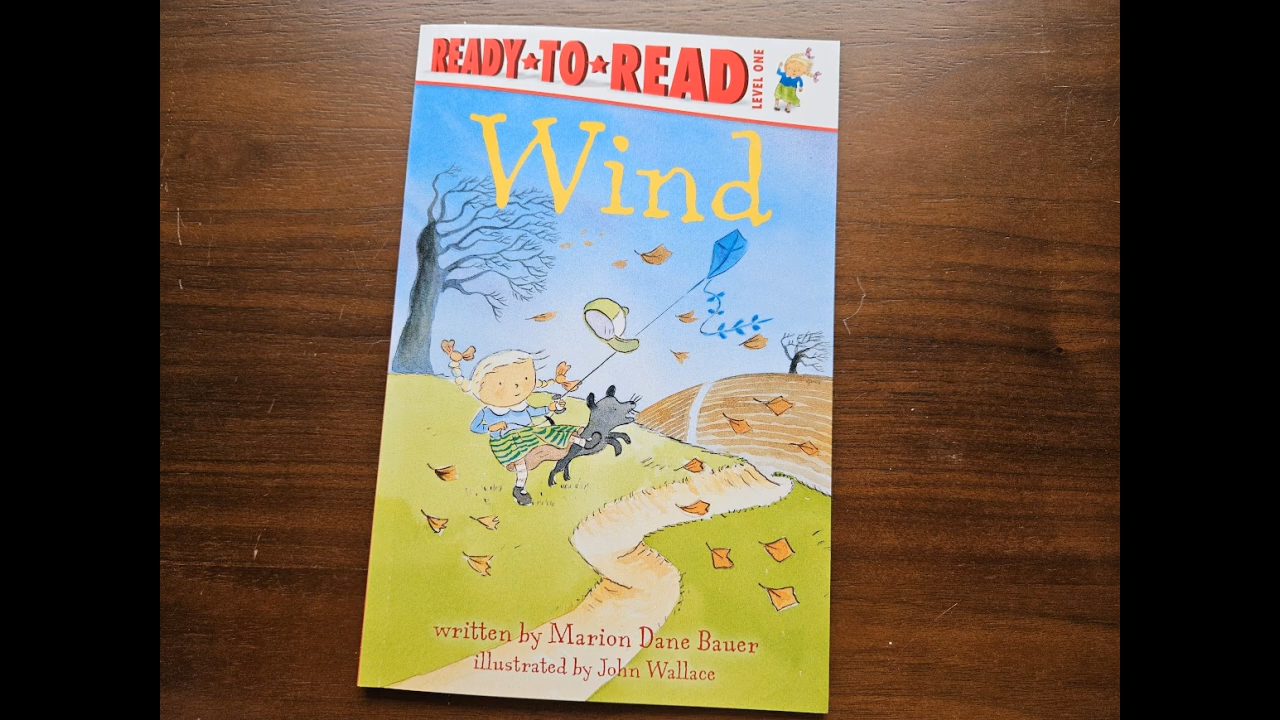 READY★TO★READ
LEVEL ONE
Wind
written by Marion Dane Bauer
illustrated by John Wallace